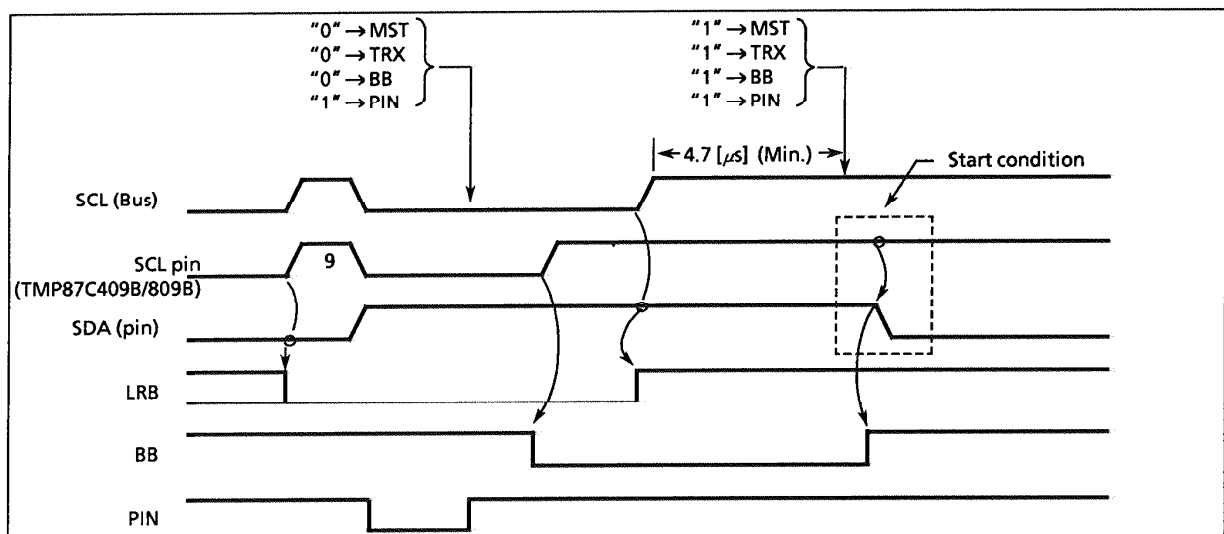 "0" → MST
"0" → TRX
"0" → BB
"1" → PIN
"1" → MST
"1" → TRX
"1" → BB
"1" → PIN
4.7 [μs] (Min.)
Start condition
SCL (Bus)
SCL pin
9
(TMP87C409B/809B)
SDA (pin)
LRB
BB
PIN